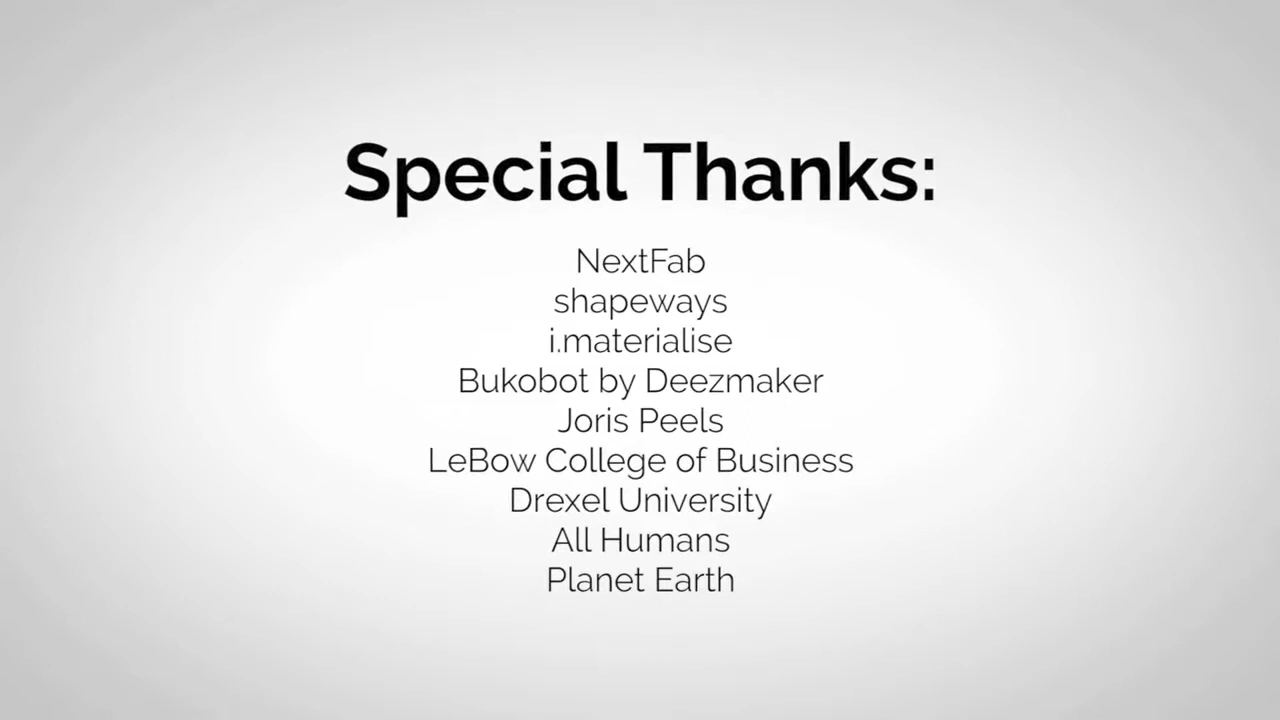 Special Thanks:
NextFab
shapeways
i.materialise
Bukobot by Deezmaker
Joris Peels
LeBow College of Business
Drexel University
All Humans
Planet Earth